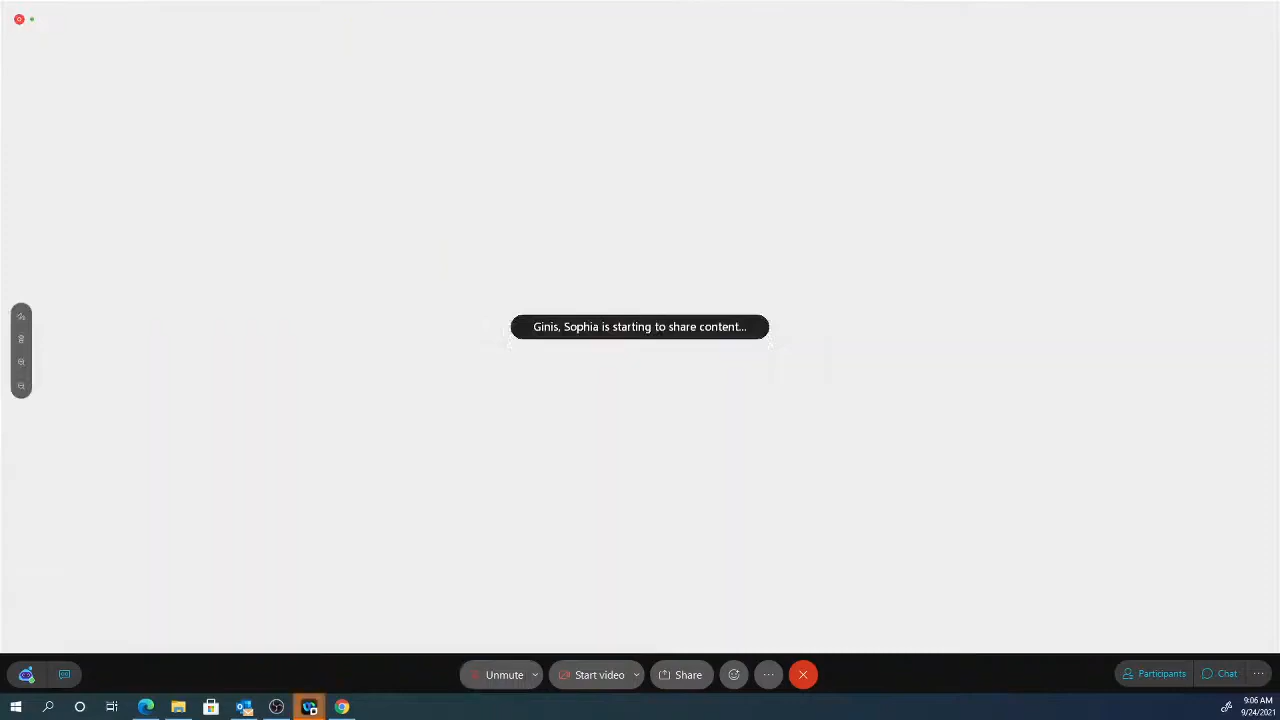 Ginis, Sophia is starting to share content...
Unmute
Start video
Share
Participants
Chat
9:06 AM
9/24/2021